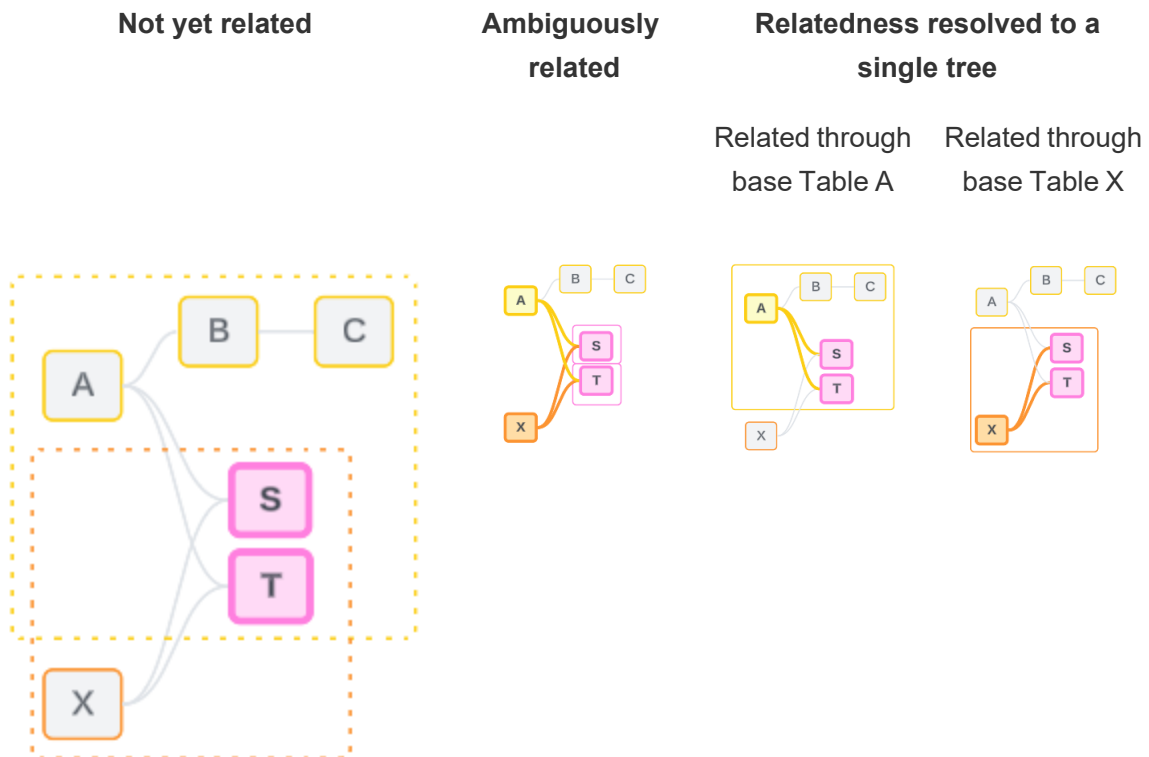 Not yet related
Ambiguously
related
Relatedness resolved to a
single tree
Related through
base Table A
Related through
base Table X
A
B
C
S
T
X
A
B
C
S
T
X
A
B
C
S
T
X
A
B
C
S
T
X